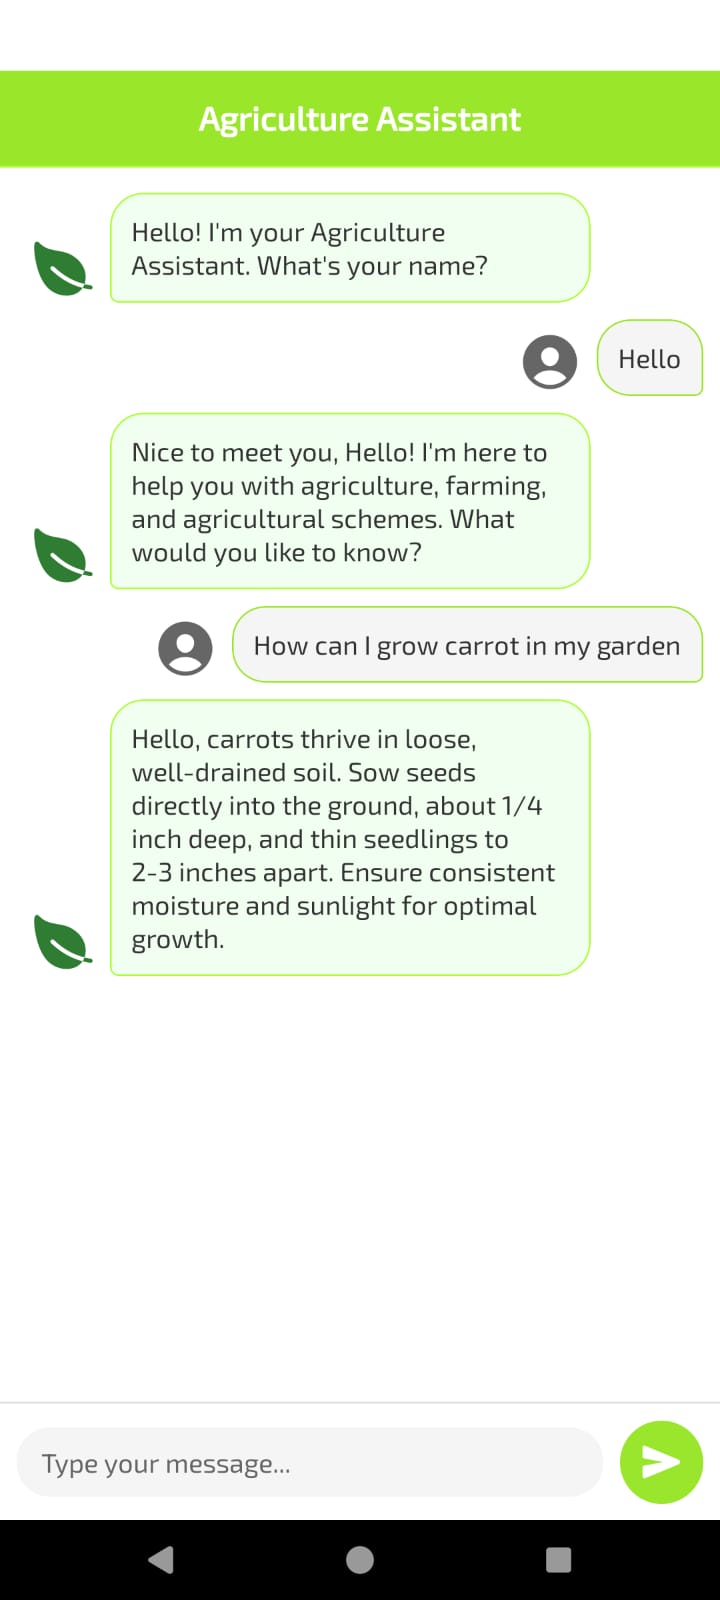 Agriculture Assistant
Hello! I'm your Agriculture
Assistant. What's your name?
Hello
Nice to meet you, Hello! I'm here to
help you with agriculture, farming,
and agricultural schemes. What
would you like to know?
How can I grow carrot in my garden
Hello, carrots thrive in loose,
well-drained soil. Sow seeds
directly into the ground, about 1/4
inch deep, and thin seedlings to
2-3 inches apart. Ensure consistent
moisture and sunlight for optimal
growth.
Type your message...